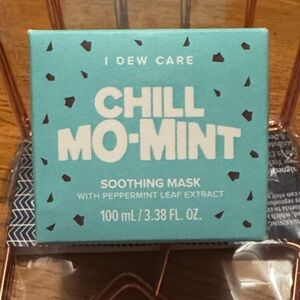 I DEW CARE
CHILL
MO-MINT
SOOTHING MASK
WITH PEPPERMINT LEAF EXTRACT
100 mL / 3.38 FL. OZ.